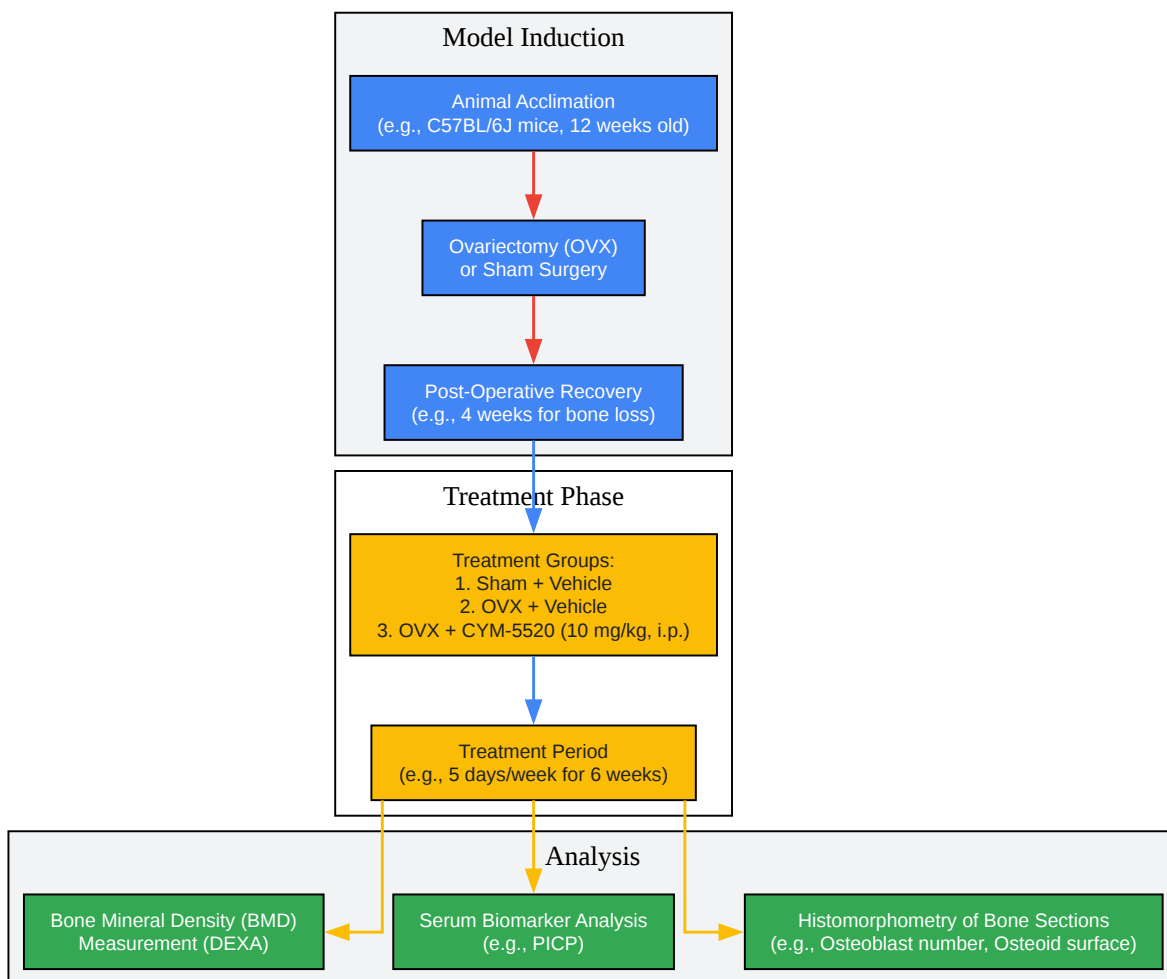 Model Induction
Animal Acclimation
(e.g., C57BL/6J mice, 12 weeks old)
Ovariectomy (OVX)
or Sham Surgery
Post-Operative Recovery
(e.g., 4 weeks for bone loss)
Treatment Phase
Treatment Groups:
1. Sham + Vehicle
2. OVX + Vehicle
3. OVX + CYM-5520 (10 mg/kg, i.p.)
Treatment Period
(e.g., 5 days/week for 6 weeks)
Analysis
Bone Mineral Density (BMD)
Measurement (DEXA)
Serum Biomarker Analysis
(e.g., PICP)
Histomorphometry of Bone Sections
(e.g., Osteoblast number, Osteoid surface)